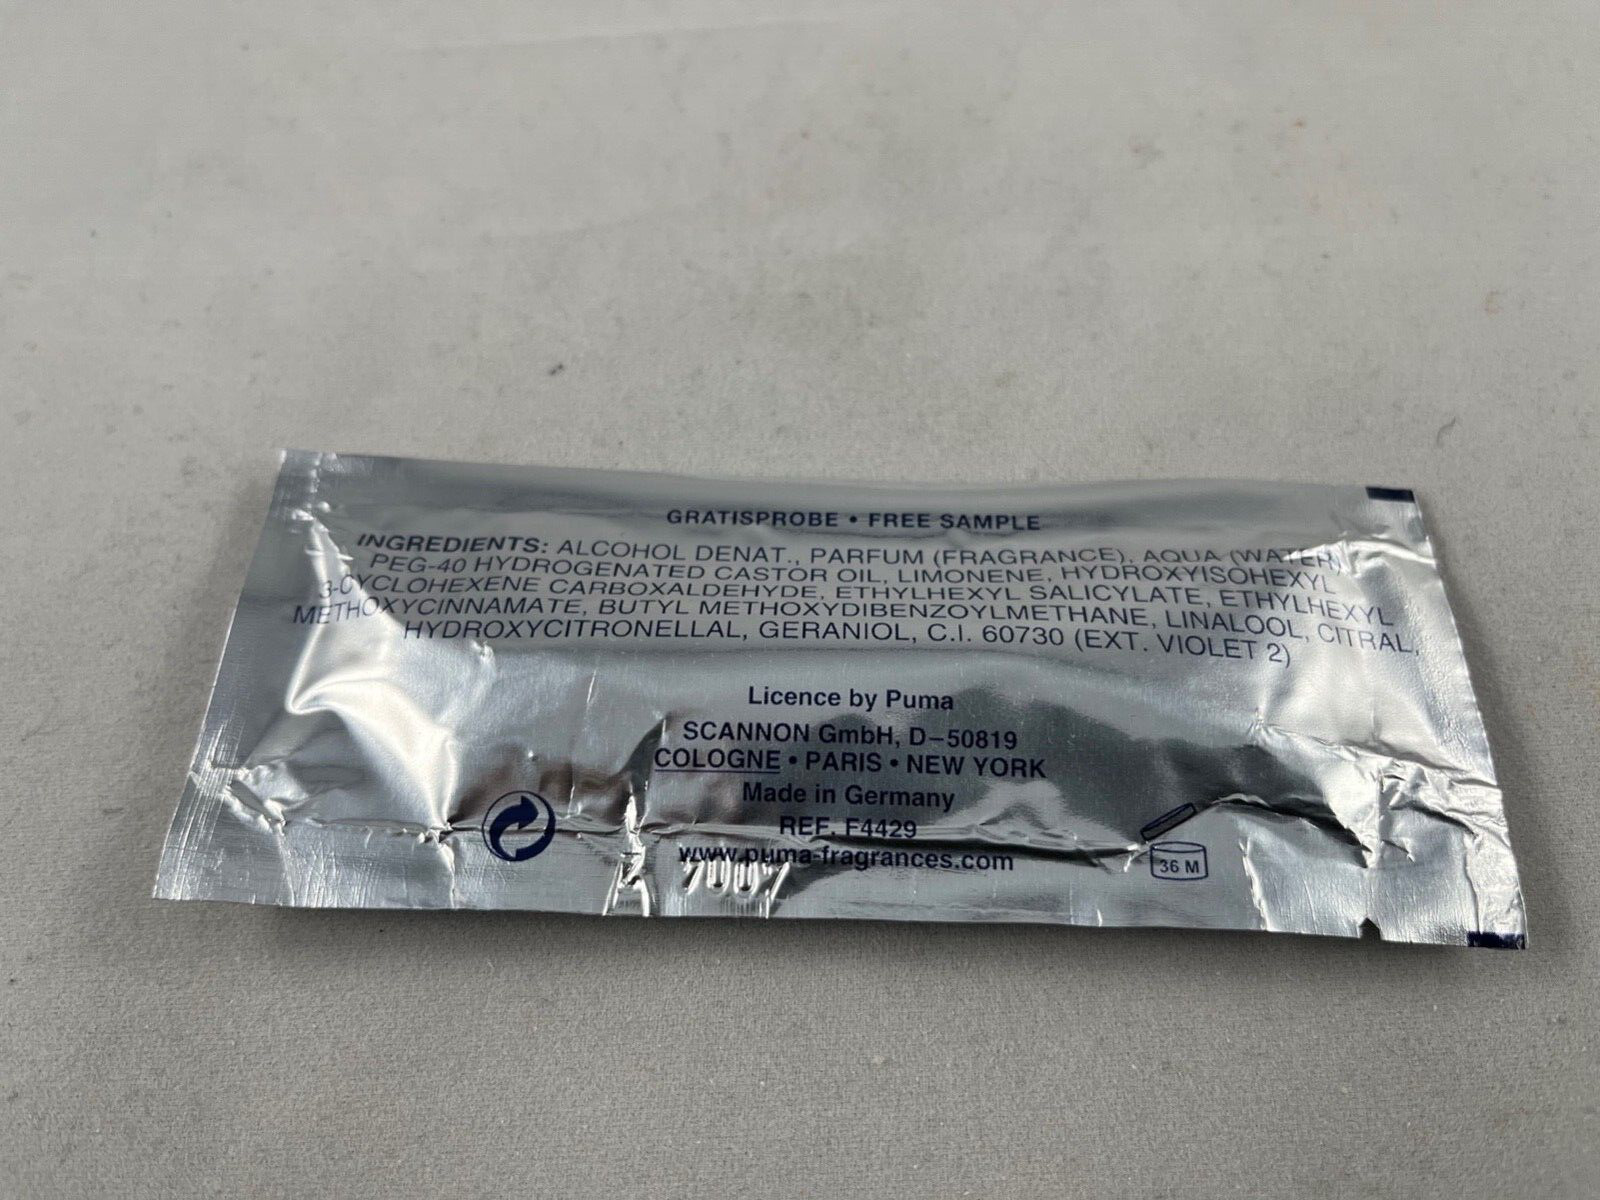 GRATISPROBE • FREE SAMPLE
INGREDIENTS: ALCOHOL DENAT., PARFUM (FRAGRANCE), AQUA (WATER),
PEG-40 HYDROGENATED CASTOR OIL, LIMONENE, HYDROXYISOHEXYL
3-CYCLOHEXENE CARBOXALDEHYDE, ETHYLHEXYL SALICYLATE, ETHYLHEXYL
METHOXYCINNAMATE, BUTYL METHOXYDIBENZOYLMETHANE, LINALOOL, CITRAL,
HYDROXYCITRONELLAL, GERANIOL, C.I. 60730 (EXT. VIOLET 2)
Licence by Puma
SCANNON GmbH, D–50819
COLOGNE • PARIS • NEW YORK
Made in Germany
REF. F4429
www.puma-fragrances.com
36 M